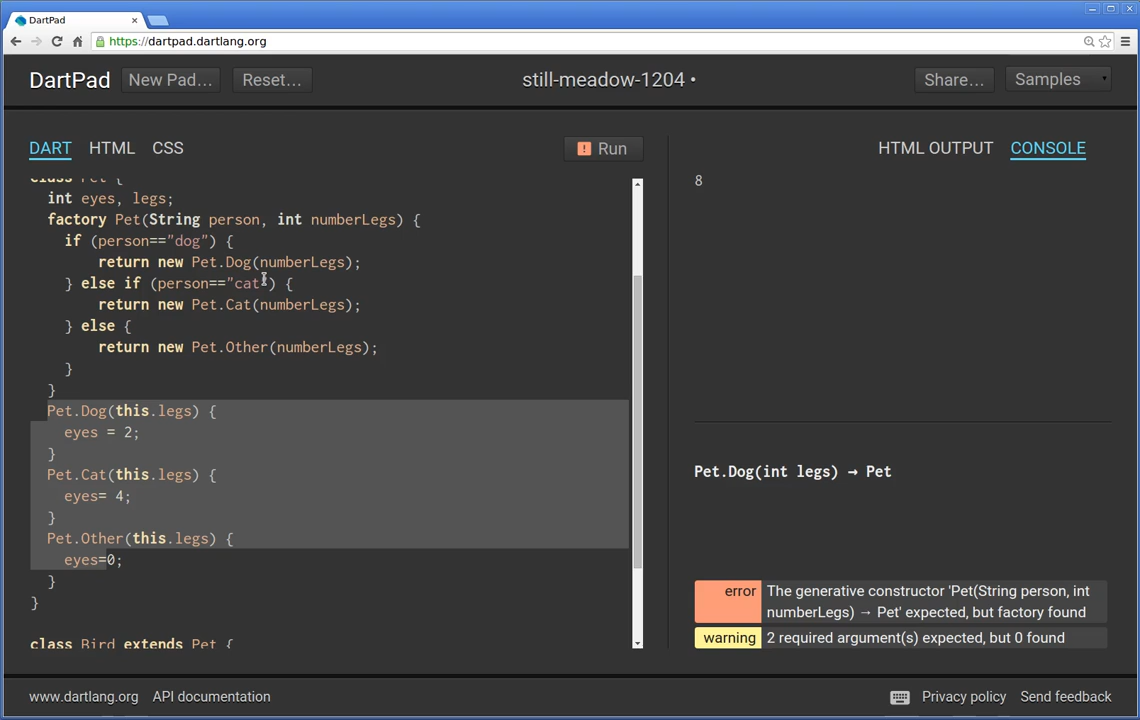 DartPad
https://dartpad.dartlang.org
DartPad New Pad... Reset... still-meadow-1204 • Share... Samples
DART HTML CSS ! Run HTML OUTPUT CONSOLE
class Pet {
int eyes, legs;
factory Pet(String person, int numberLegs) {
if (person=="dog") {
return new Pet.Dog(numberLegs);
} else if (person=="cat") {
return new Pet.Cat(numberLegs);
} else {
return new Pet.Other(numberLegs);
}
}
Pet.Dog(this.legs) {
eyes = 2;
}
Pet.Cat(this.legs) {
eyes= 4;
}
Pet.Other(this.legs) {
eyes=0;
}
}
class Bird extends Pet {
8
Pet.Dog(int legs) → Pet
error The generative constructor 'Pet(String person, int
numberLegs) → Pet' expected, but factory found
warning 2 required argument(s) expected, but 0 found
www.dartlang.org API documentation Privacy policy Send feedback